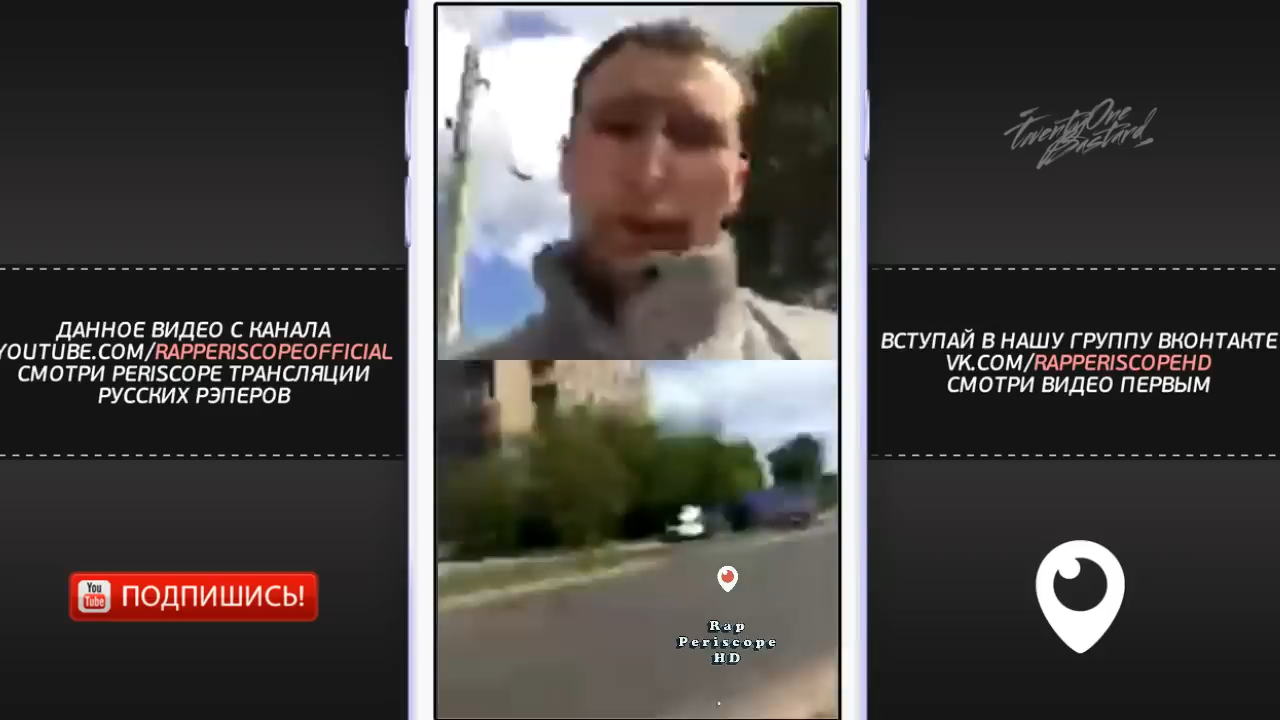 ДАННОЕ ВИДЕО С КАНАЛА
YOUTUBE.COM/RAPPERISCOPEOFFICIAL
СМОТРИ PERISCOPE ТРАНСЛЯЦИИ
РУССКИХ РЭПЕРОВ
You
Tube
ПОДПИШИСЬ!
Rap
Periscope
HD
TwentyOne
Bastard
ВСТУПАЙ В НАШУ ГРУППУ ВКОНТАКТЕ
VK.COM/RAPPERISCOPEHD
СМОТРИ ВИДЕО ПЕРВЫМ